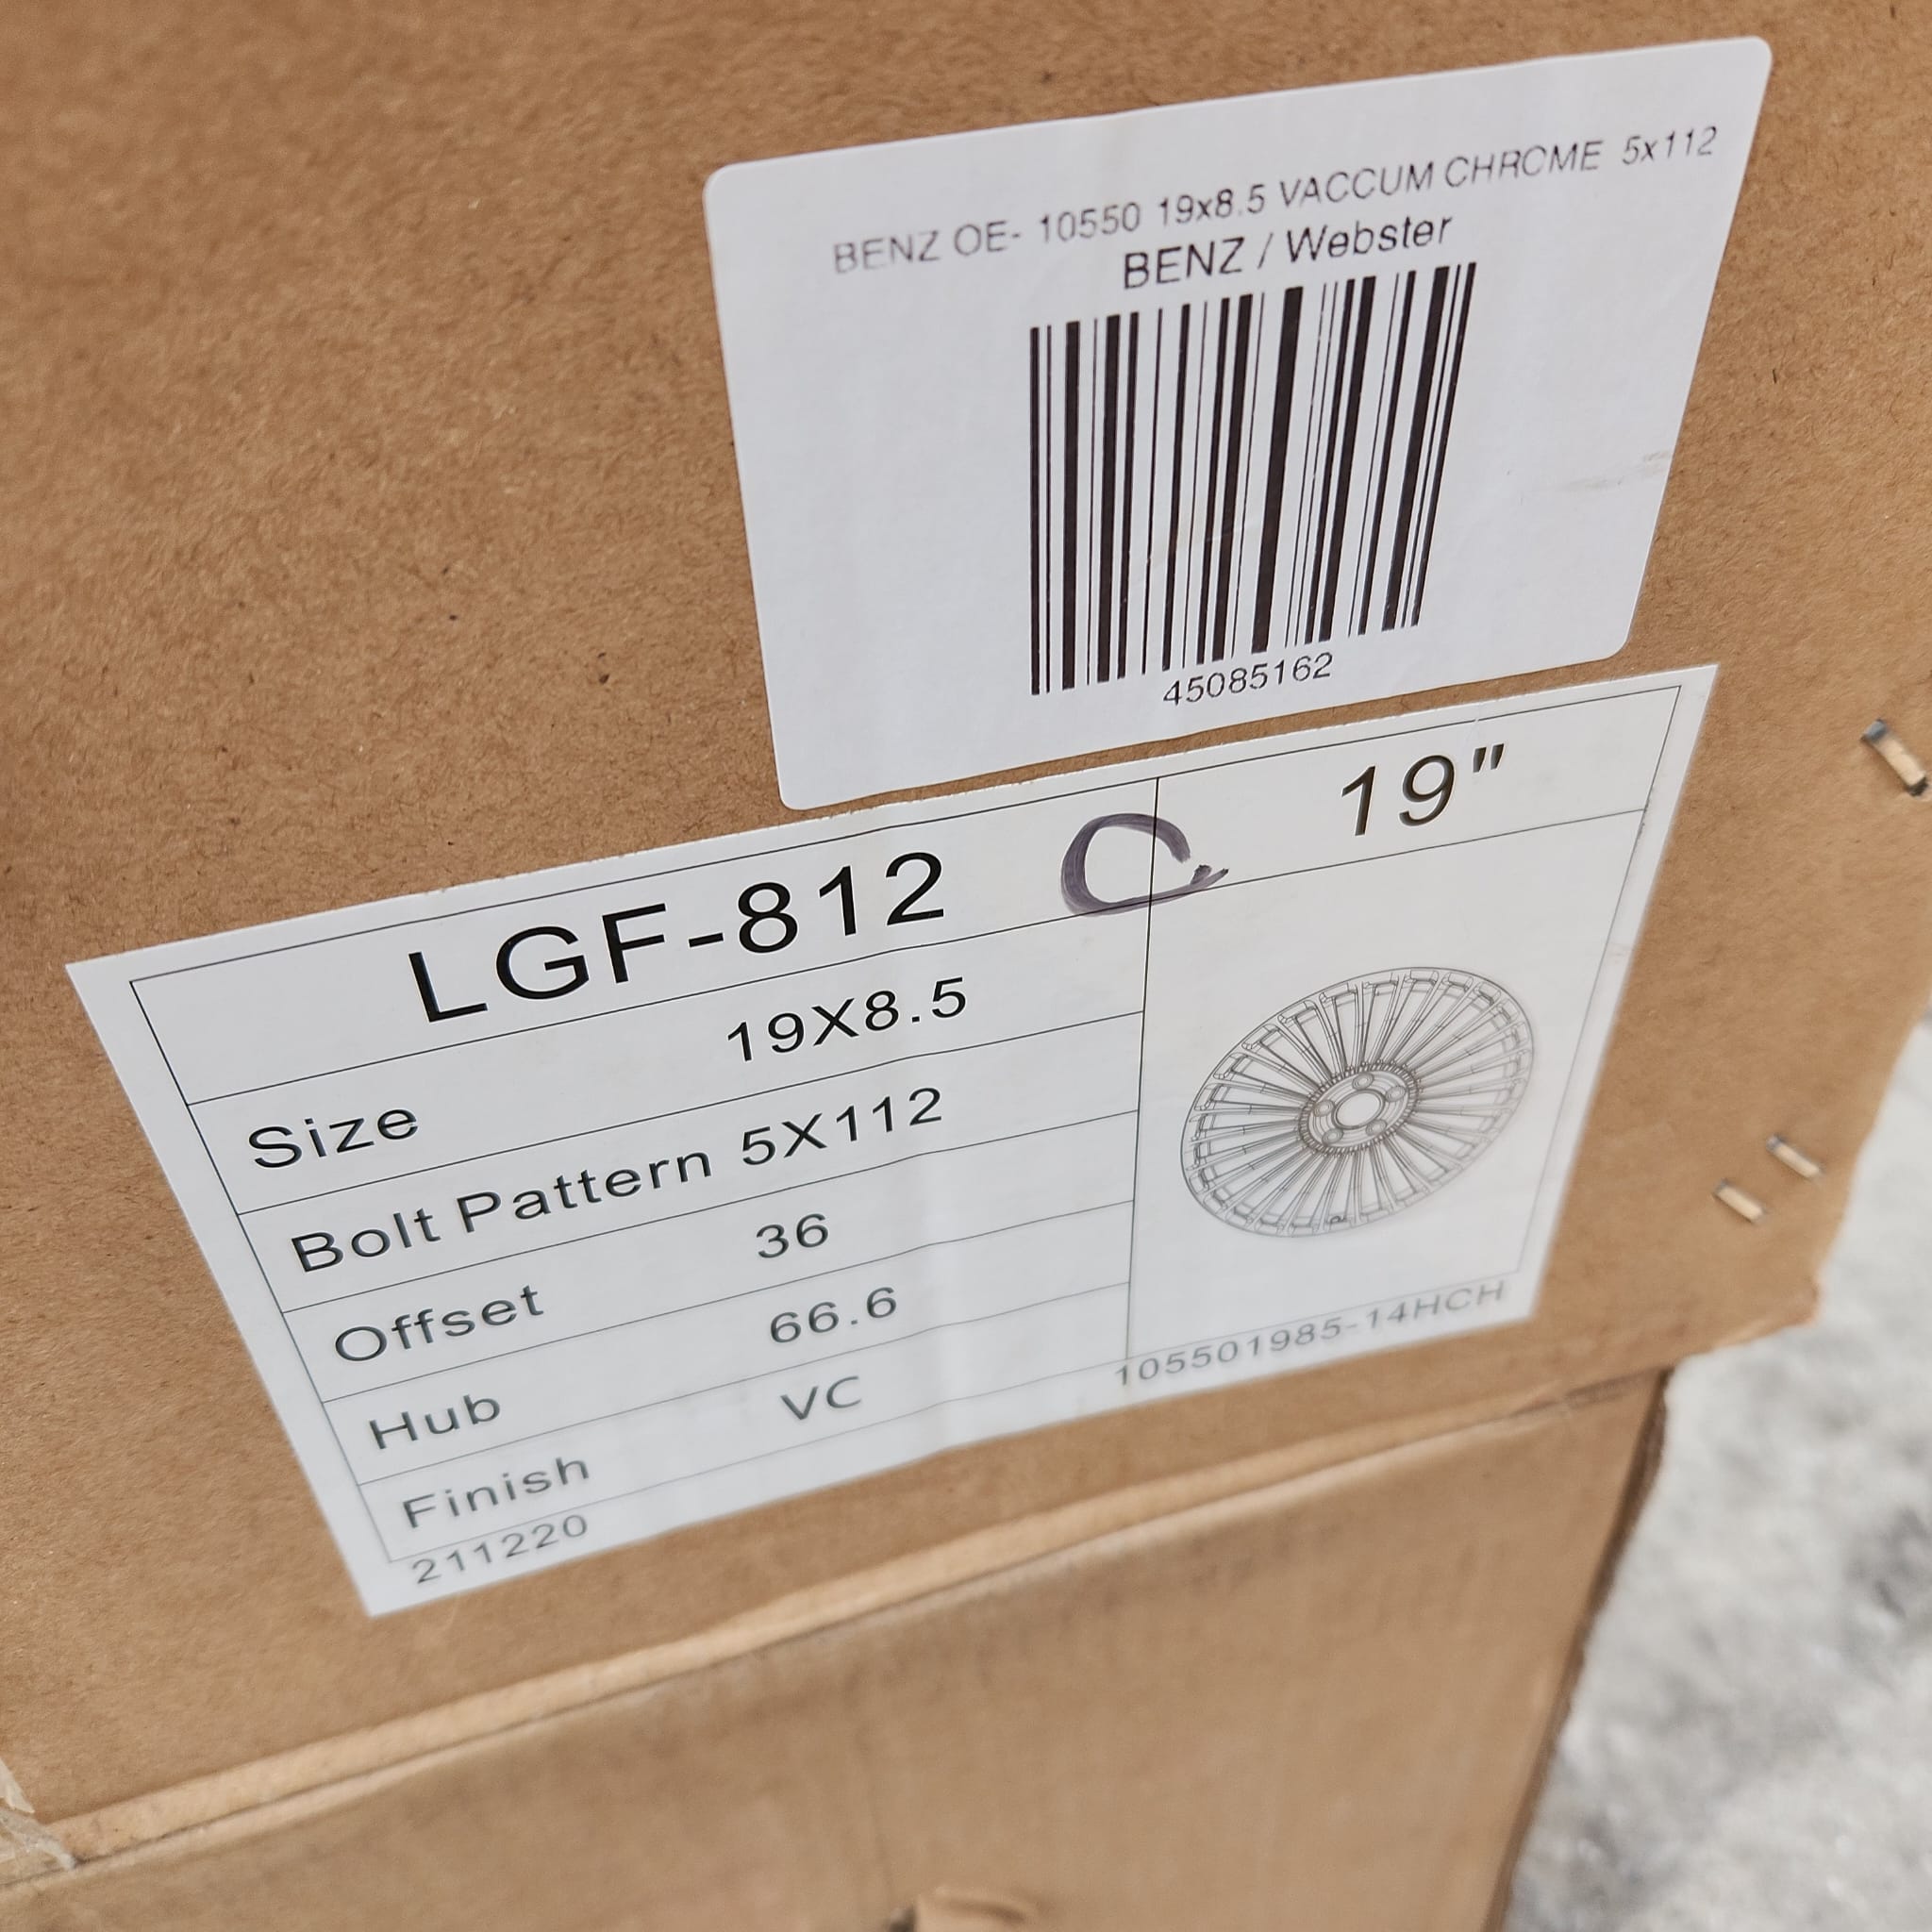 BENZ OE- 10550 19x8.5 VACCUM CHROME 5x112
BENZ / Webster
45085162
LGF-812
19"
C
Size 19X8.5
Bolt Pattern 5X112
Offset 36
Hub 66.6
Finish VC
211220
105501985-14HCH